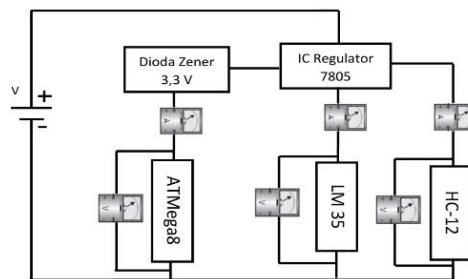 Dioda Zener
3,3 V
IC Regulator
7805
V
+
-
A
A
A
V
ATMega8
V
LM 35
V
HC-12